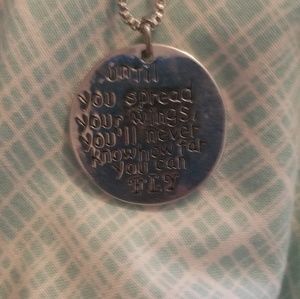 until
you spread
your wings,
you'll never
know how far
you can
FLY